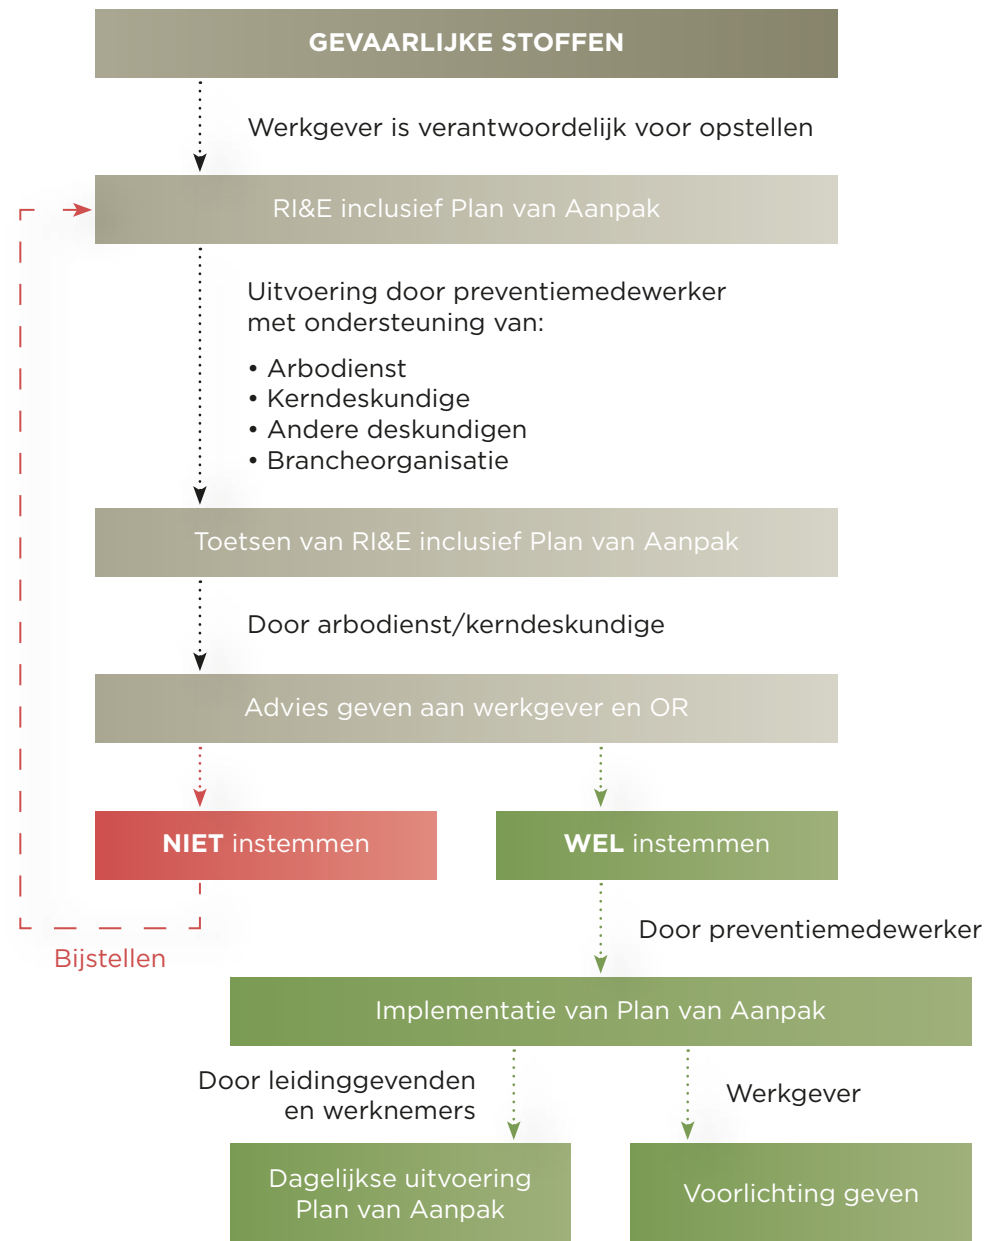 GEVAARLIJKE STOFFEN
Werkgever is verantwoordelijk voor opstellen
RI&E inclusief Plan van Aanpak
Uitvoering door preventiemedewerker
met ondersteuning van:
• Arbodienst
• Kerndeskundige
• Andere deskundigen
• Brancheorganisatie
Toetsen van RI&E inclusief Plan van Aanpak
Door arbodienst/kerndeskundige
Advies geven aan werkgever en OR
NIET instemmen
WEL instemmen
Door preventiemedewerker
Bijstellen
Implementatie van Plan van Aanpak
Door leidinggevenden
en werknemers
Werkgever
Dagelijkse uitvoering
Plan van Aanpak
Voorlichting geven